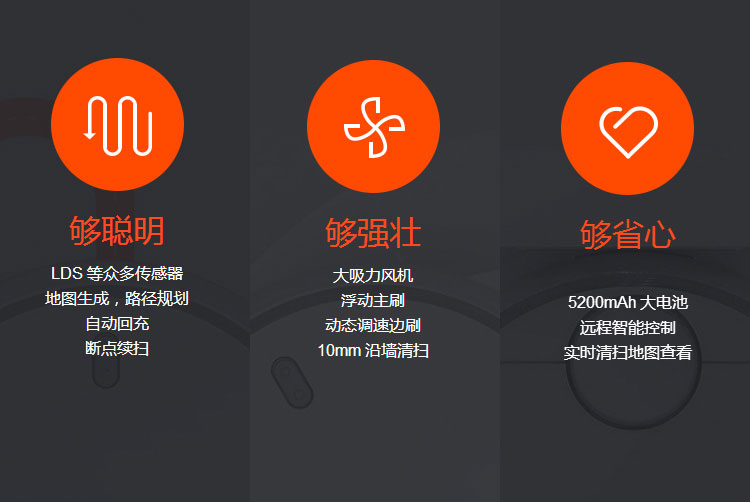 够聪明
LDS 等众多传感器
地图生成，路径规划
自动回充
断点续扫
够强壮
大吸力风机
浮动主刷
动态调速边刷
10mm 沿墙清扫
够省心
5200mAh 大电池
远程智能控制
实时清扫地图查看